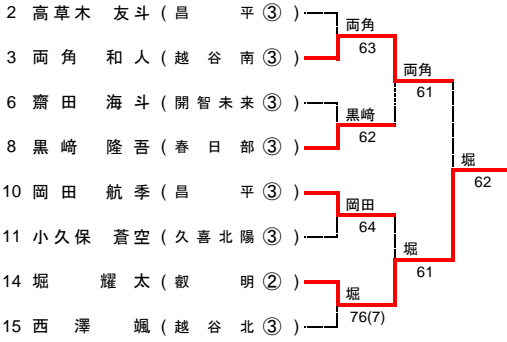 2 高草木 友斗 ( 昌 平 ③ )
両角
63
3 両角 和人 ( 越谷南 ③ )
両角
61
6 齋田 海斗 ( 開智未来 ③ )
黒﨑
62
8 黒﨑 隆吾 ( 春日部 ③ )
堀
62
10 岡田 航季 ( 昌 平 ③ )
岡田
64
11 小久保 蒼空 ( 久喜北陽 ③ )
堀
61
14 堀 耀太 ( 叡 明 ② )
堀
76(7)
15 西澤 颯 ( 越谷北 ③ )